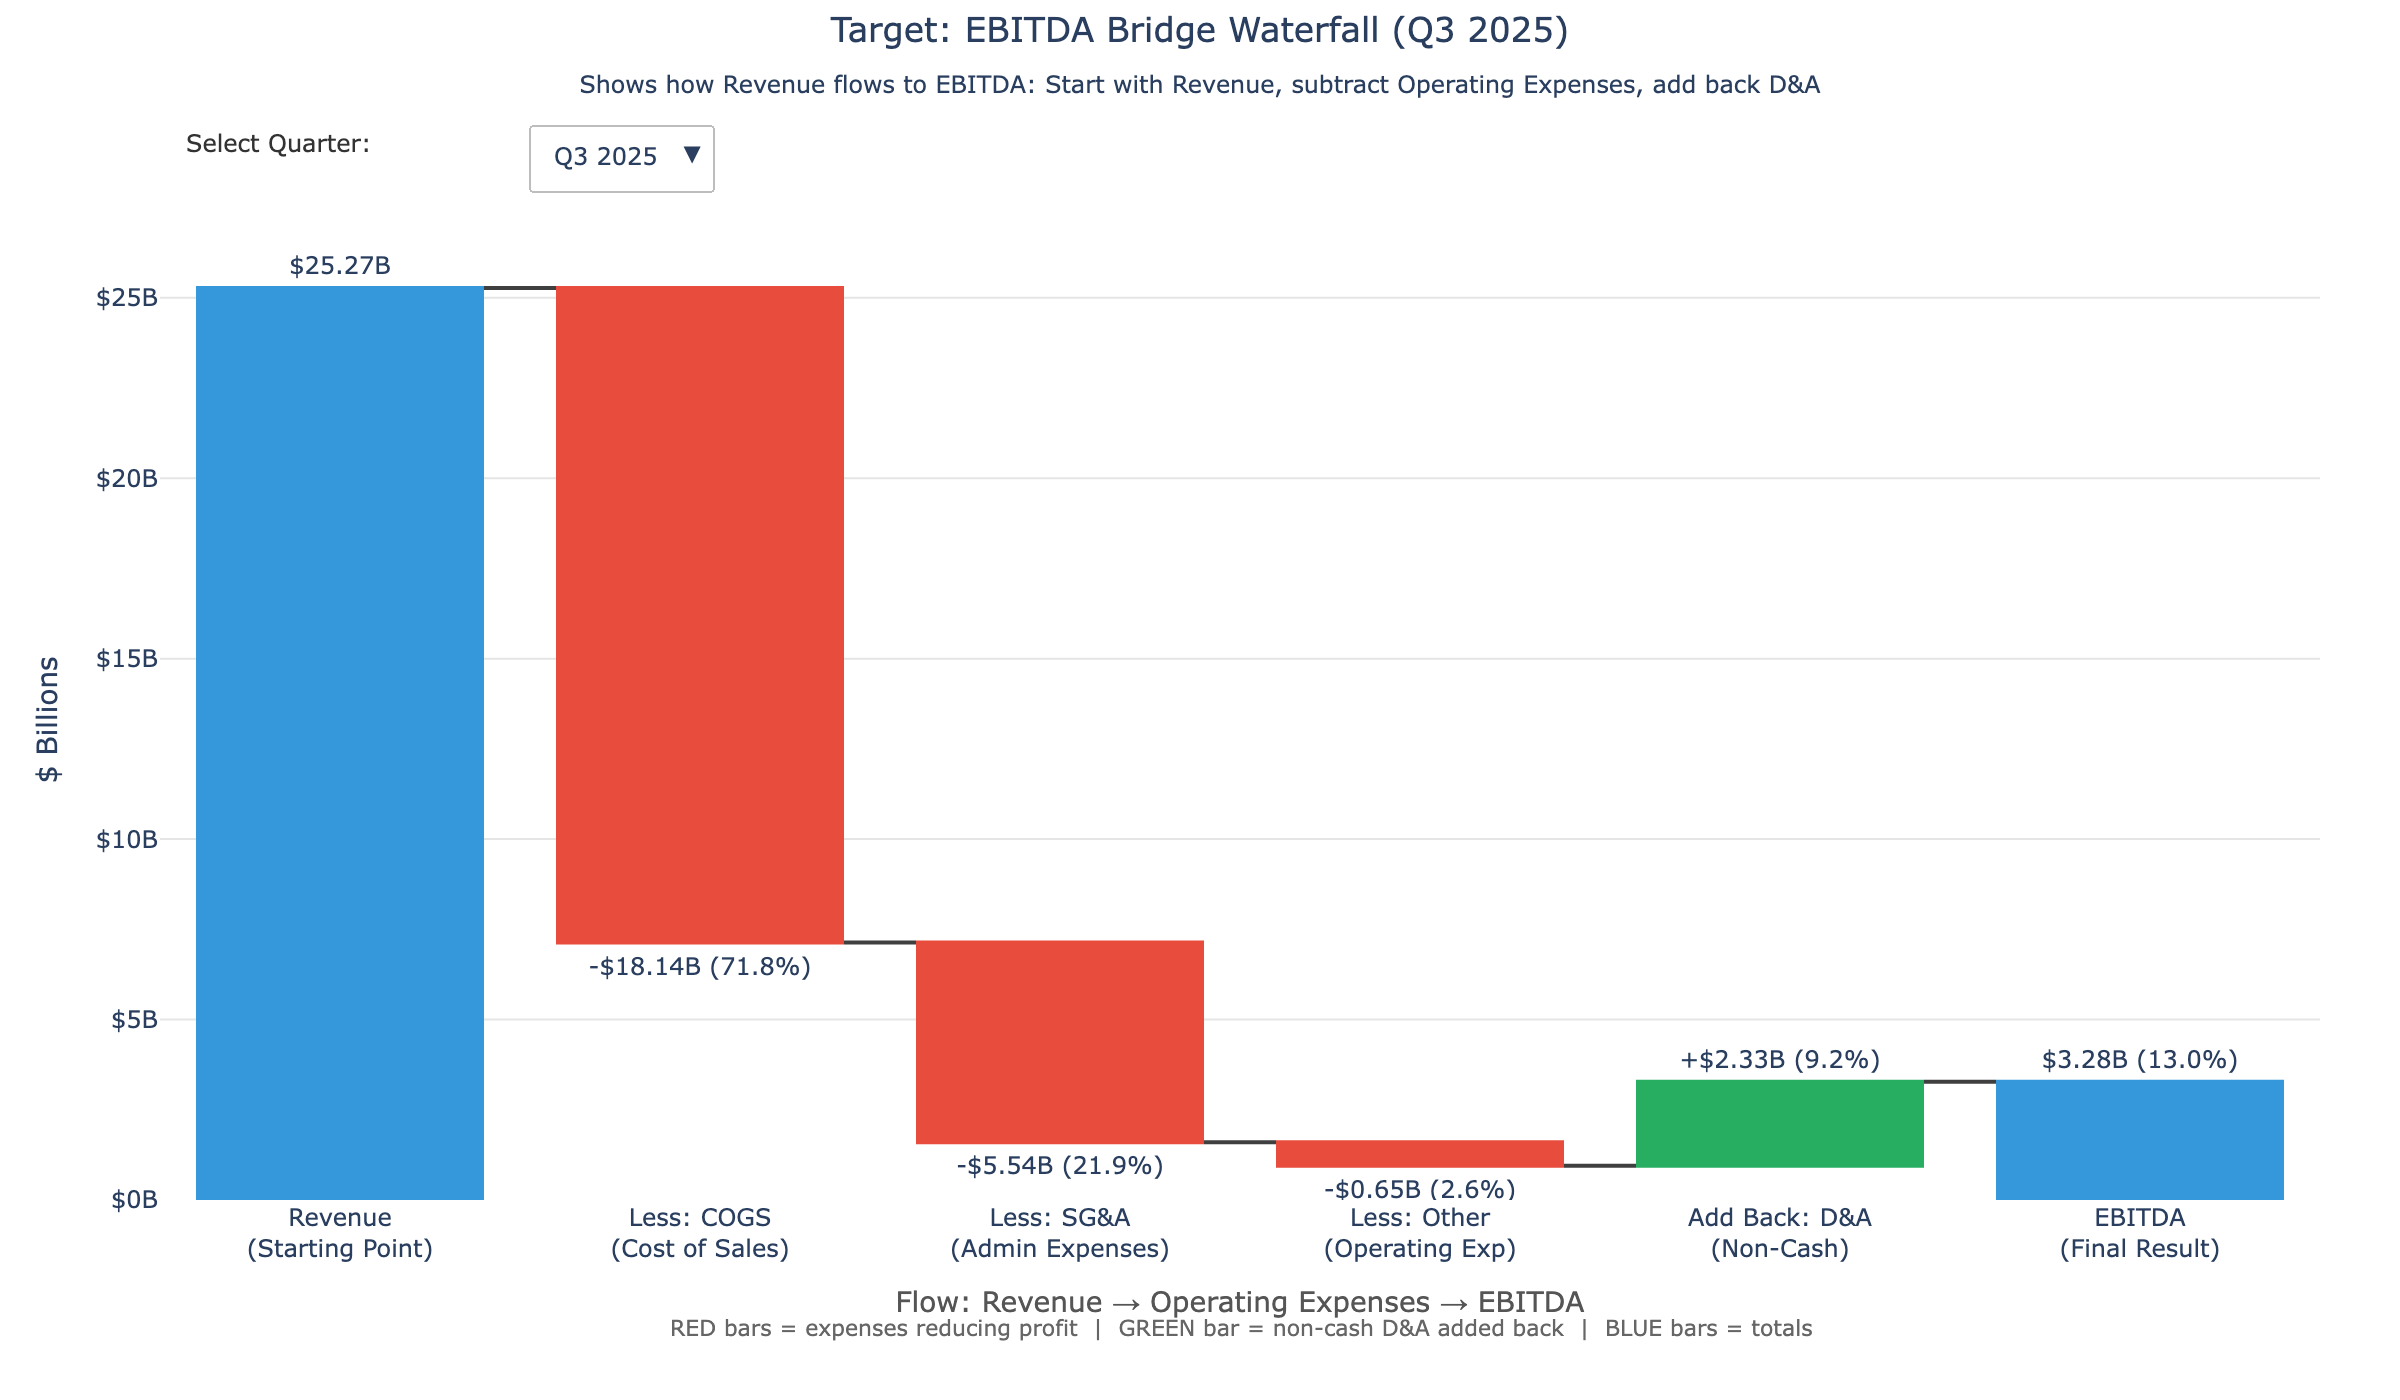 Target: EBITDA Bridge Waterfall (Q3 2025)
Shows how Revenue flows to EBITDA: Start with Revenue, subtract Operating Expenses, add back D&A
Select Quarter:
Q3 2025 ▼
$ Billions
$25B
$20B
$15B
$10B
$5B
$0B
$25.27B
-$18.14B (71.8%)
-$5.54B (21.9%)
-$0.65B (2.6%)
+$2.33B (9.2%)
$3.28B (13.0%)
Revenue
(Starting Point)
Less: COGS
(Cost of Sales)
Less: SG&A
(Admin Expenses)
Less: Other
(Operating Exp)
Add Back: D&A
(Non-Cash)
EBITDA
(Final Result)
Flow: Revenue → Operating Expenses → EBITDA
RED bars = expenses reducing profit | GREEN bar = non-cash D&A added back | BLUE bars = totals